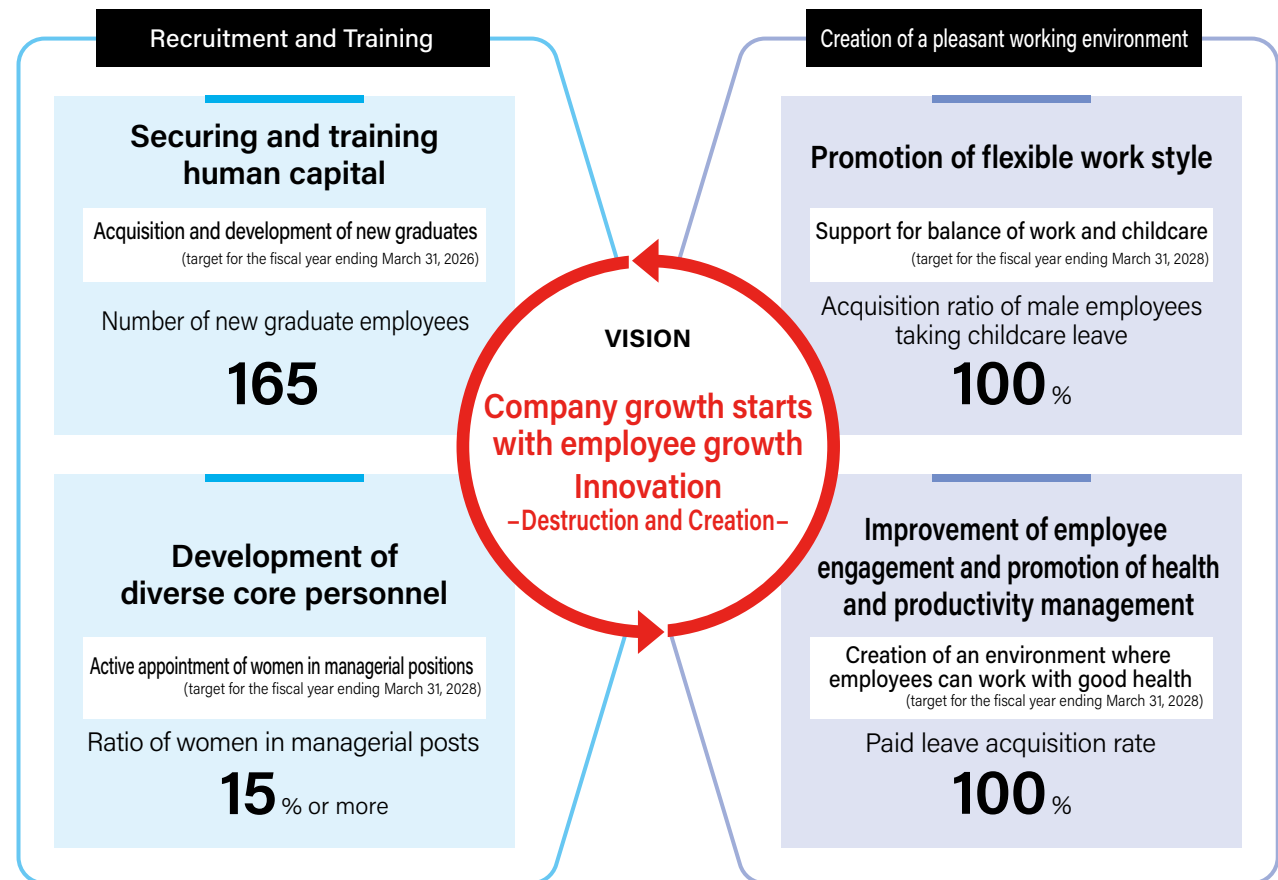 Recruitment and Training
Securing and training
human capital
Acquisition and development of new graduates
(target for the fiscal year ending March 31, 2026)
Number of new graduate employees
165
Development of
diverse core personnel
Active appointment of women in managerial positions
(target for the fiscal year ending March 31, 2028)
Ratio of women in managerial posts
15 % or more
VISION
Company growth starts
with employee growth
Innovation
–Destruction and Creation–
Creation of a pleasant working environment
Promotion of flexible work style
Support for balance of work and childcare
(target for the fiscal year ending March 31, 2028)
Acquisition ratio of male employees
taking childcare leave
100 %
Improvement of employee
engagement and promotion of health
and productivity management
Creation of an environment where
employees can work with good health
(target for the fiscal year ending March 31, 2028)
Paid leave acquisition rate
100 %